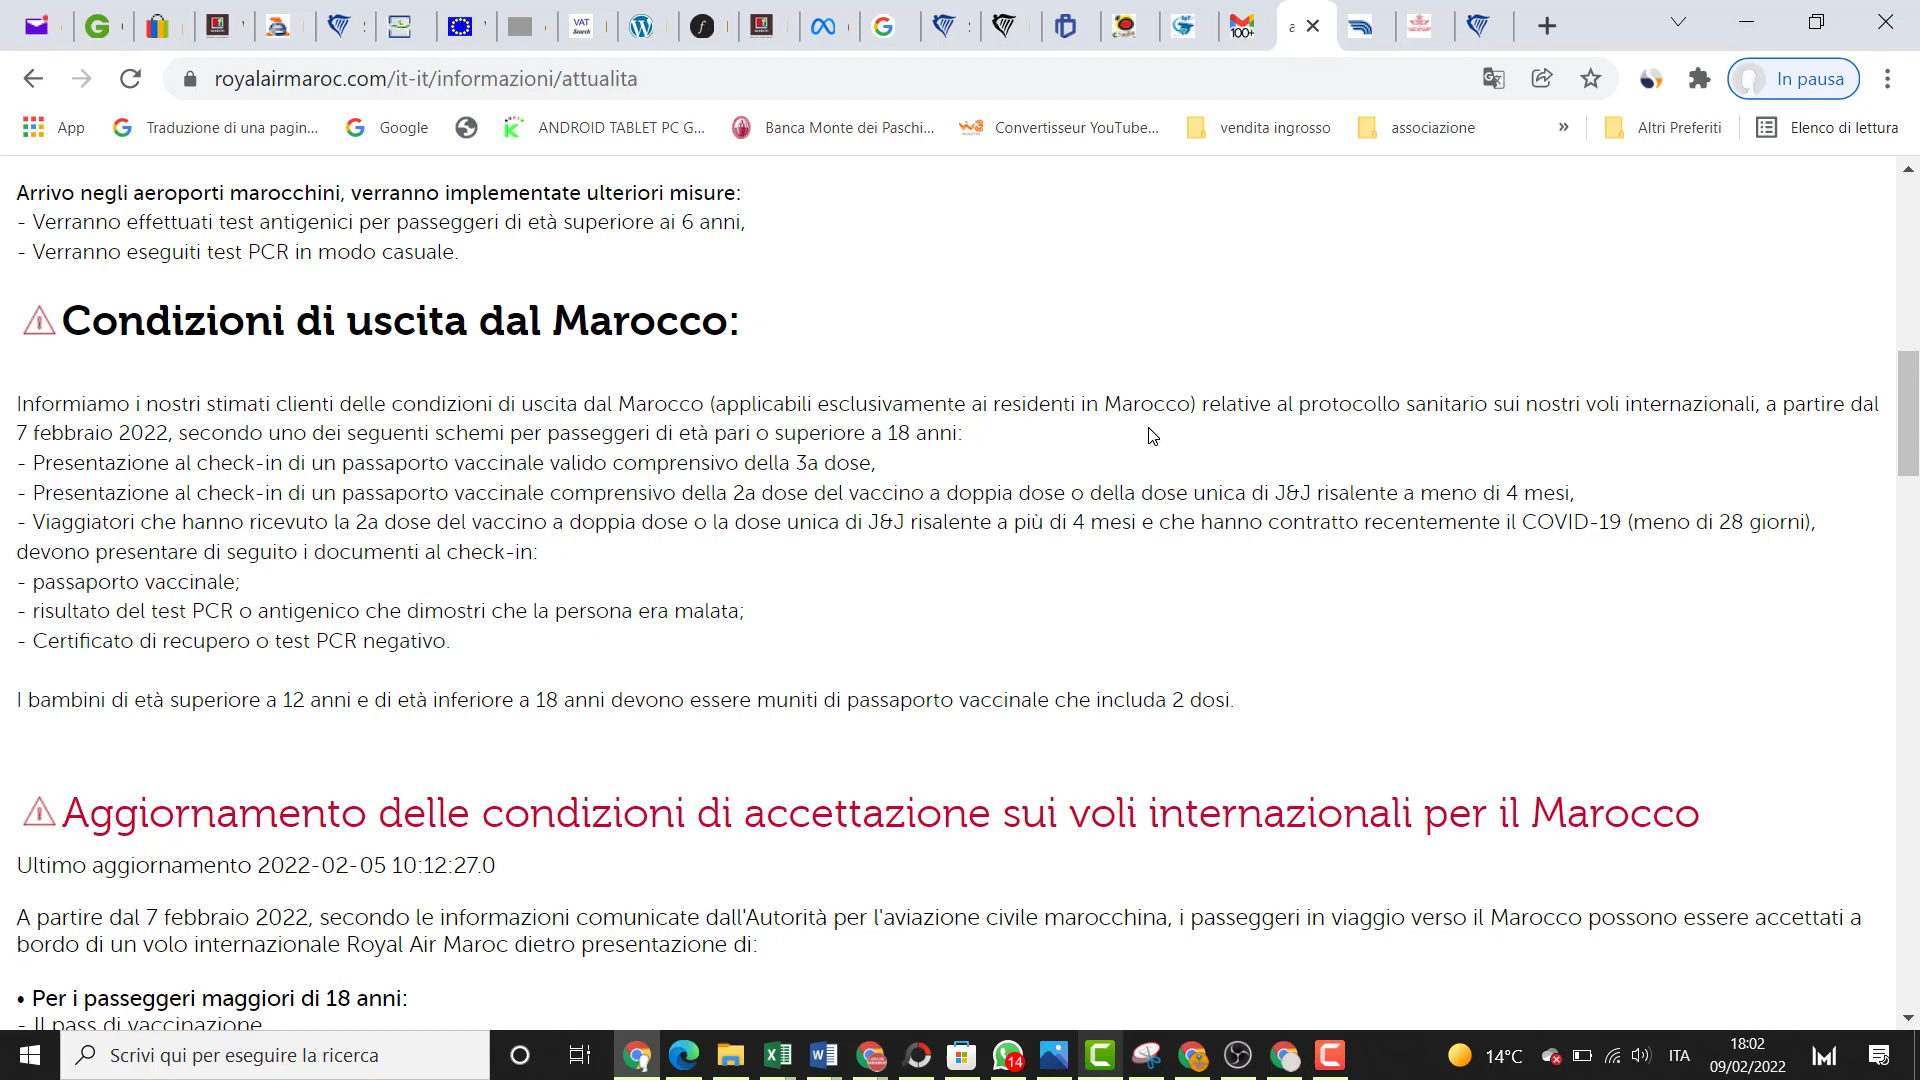 a
royalairmaroc.com/it-it/informazioni/attualita
In pausa
App
Traduzione di una pagin...
Google
ANDROID TABLET PC G...
Banca Monte dei Paschi...
Convertisseur YouTube...
vendita ingrosso
associazione
»
Altri Preferiti
Elenco di lettura
Arrivo negli aeroporti marocchini, verranno implementate ulteriori misure:
- Verranno effettuati test antigenici per passeggeri di età superiore ai 6 anni,
- Verranno eseguiti test PCR in modo casuale.
Condizioni di uscita dal Marocco:
Informiamo i nostri stimati clienti delle condizioni di uscita dal Marocco (applicabili esclusivamente ai residenti in Marocco) relative al protocollo sanitario sui nostri voli internazionali, a partire dal
7 febbraio 2022, secondo uno dei seguenti schemi per passeggeri di età pari o superiore a 18 anni:
- Presentazione al check-in di un passaporto vaccinale valido comprensivo della 3a dose,
- Presentazione al check-in di un passaporto vaccinale comprensivo della 2a dose del vaccino a doppia dose o della dose unica di J&J risalente a meno di 4 mesi,
- Viaggiatori che hanno ricevuto la 2a dose del vaccino a doppia dose o la dose unica di J&J risalente a più di 4 mesi e che hanno contratto recentemente il COVID-19 (meno di 28 giorni),
devono presentare di seguito i documenti al check-in:
- passaporto vaccinale;
- risultato del test PCR o antigenico che dimostri che la persona era malata;
- Certificato di recupero o test PCR negativo.
I bambini di età superiore a 12 anni e di età inferiore a 18 anni devono essere muniti di passaporto vaccinale che includa 2 dosi.
Aggiornamento delle condizioni di accettazione sui voli internazionali per il Marocco
Ultimo aggiornamento 2022-02-05 10:12:27.0
A partire dal 7 febbraio 2022, secondo le informazioni comunicate dall'Autorità per l'aviazione civile marocchina, i passeggeri in viaggio verso il Marocco possono essere accettati a
bordo di un volo internazionale Royal Air Maroc dietro presentazione di:
• Per i passeggeri maggiori di 18 anni:
- Il pass di vaccinazione
Scrivi qui per eseguire la ricerca
14
14°C
ITA
18:02
09/02/2022